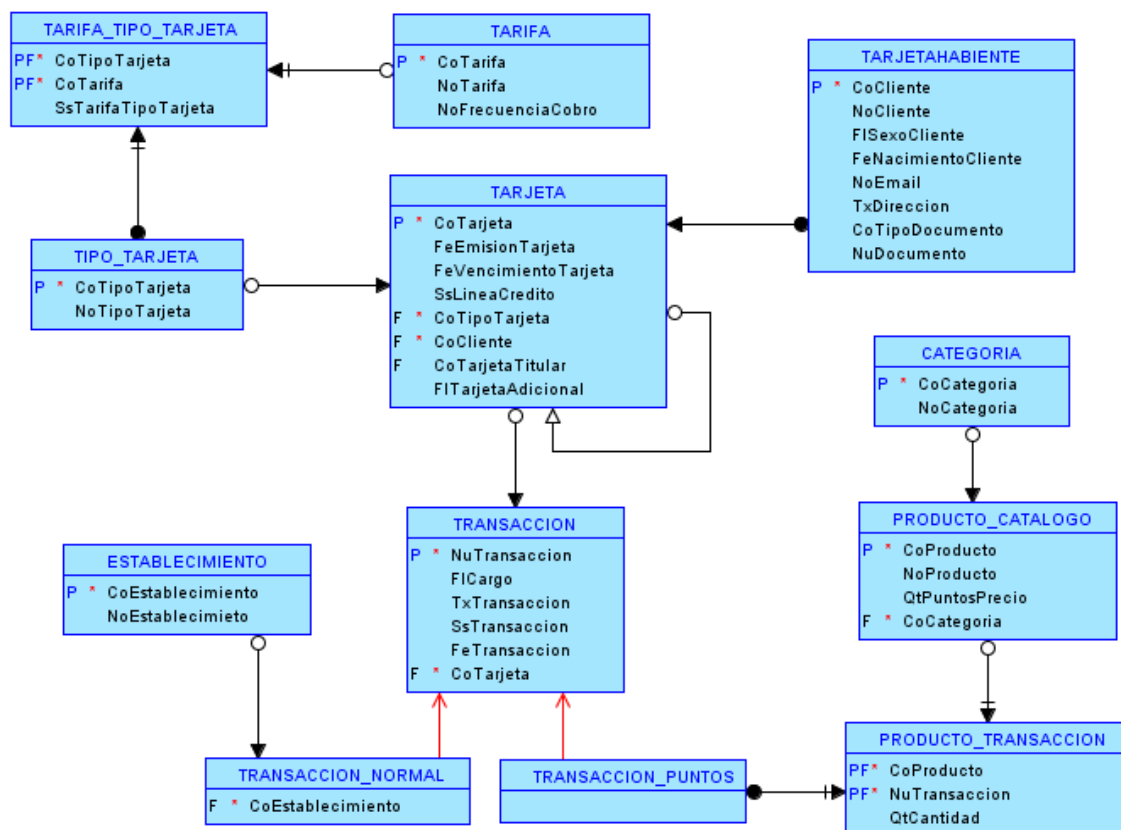 TARIFA_TIPO_TARJETA
PF* CoTipoTarjeta
PF* CoTarifa
SsTarifaTipoTarjeta
TARIFA
P * CoTarifa
NoTarifa
NoFrecuenciaCobro
TARJETAHABIENTE
P * CoCliente
NoCliente
FlSexoCliente
FeNacimientoCliente
NoEmail
TxDireccion
CoTipoDocumento
NuDocumento
TIPO_TARJETA
P * CoTipoTarjeta
NoTipoTarjeta
TARJETA
P * CoTarjeta
FeEmisionTarjeta
FeVencimientoTarjeta
SsLineaCredito
F * CoTipoTarjeta
F * CoCliente
F CoTarjetaTitular
FlTarjetaAdicional
CATEGORIA
P * CoCategoria
NoCategoria
ESTABLECIMIENTO
P * CoEstablecimiento
NoEstablecimieto
TRANSACCION
P * NuTransaccion
FlCargo
TxTransaccion
SsTransaccion
FeTransaccion
F * CoTarjeta
PRODUCTO_CATALOGO
P * CoProducto
NoProducto
QtPuntosPrecio
F * CoCategoria
TRANSACCION_NORMAL
F * CoEstablecimiento
TRANSACCION_PUNTOS
PRODUCTO_TRANSACCION
PF* CoProducto
PF* NuTransaccion
QtCantidad